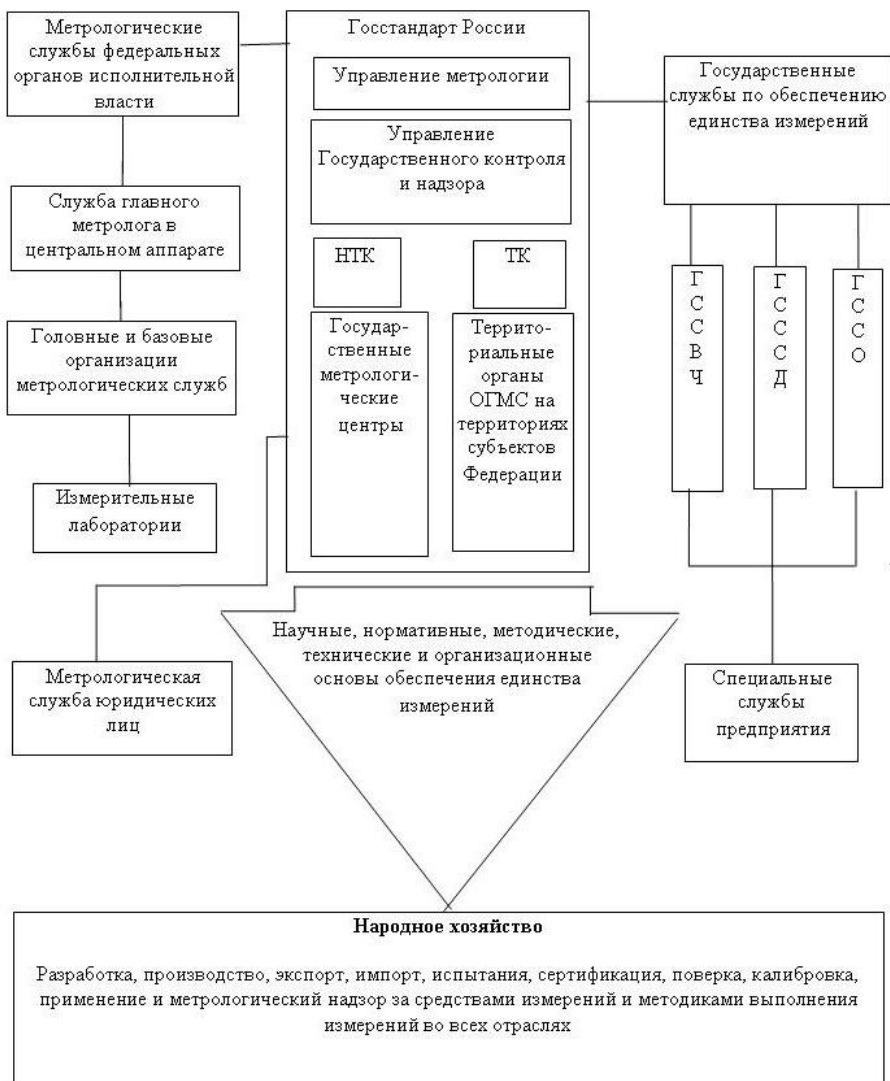 Метрологические
службы федеральных
органов исполнительной
власти
Служба главного
метролога в
центральном аппарате
Головные и базовые
организации
метрологических служб
Измерительные
лаборатории
Метрологическая
служба юридических
лиц
Госстандарт России
Управление метрологии
Управление
Государственного контроля
и надзора
НТК
ТК
Государ-
ственные
метрологи-
ческие
центры
Террито-
риальные
органы
ОГМС на
территориях
субъектов
Федерации
Государственные
службы по обеспечению
единства измерений
Г
С
С
В
Ч
Г
С
С
С
Д
Г
С
С
О
Специальные
службы
предприятия
Научные, нормативные, методические,
технические и организационные
основы обеспечения единства
измерений
Народное хозяйство
Разработка, производство, экспорт, импорт, испытания, сертификация, поверка, калибровка,
применение и метрологический надзор за средствами измерений и методиками выполнения
измерений во всех отраслях